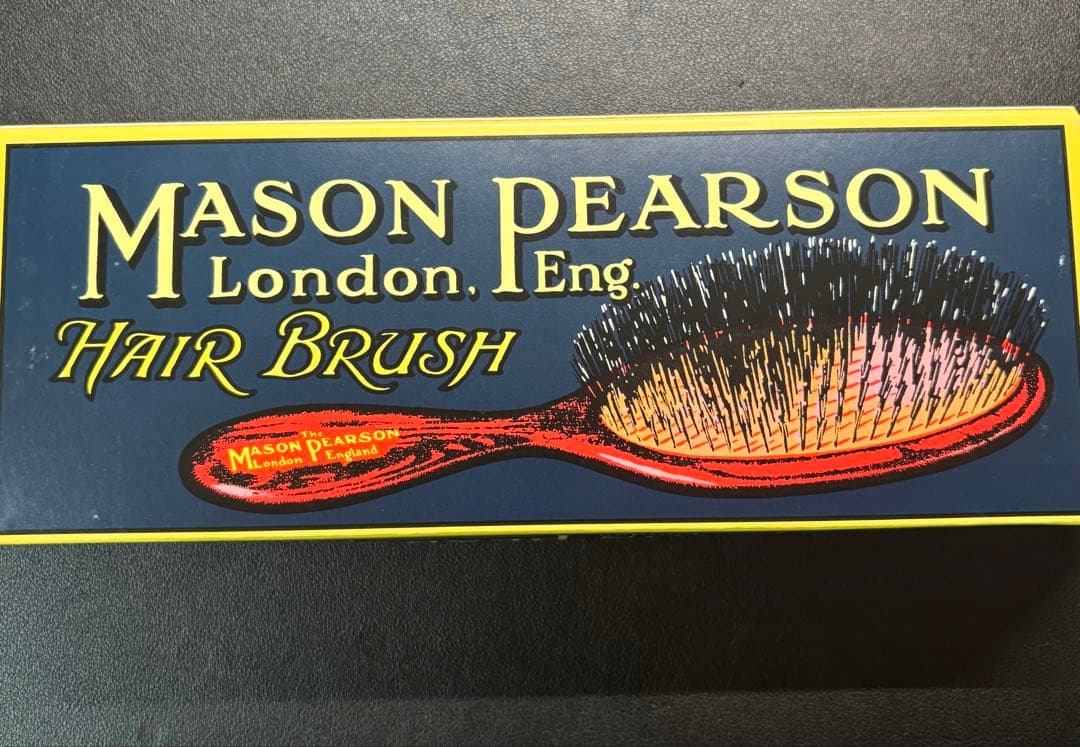 MASON PEARSON
London, Eng.
HAIR BRUSH
The
MASON PEARSON
London England